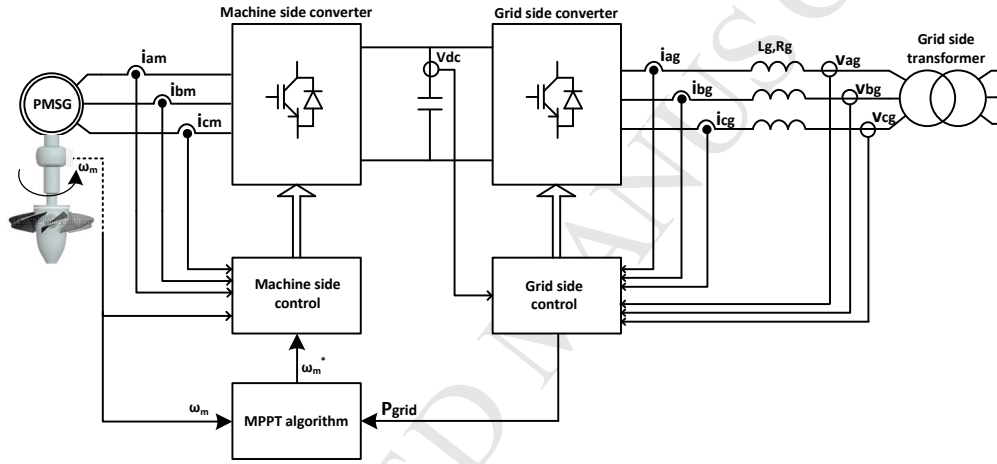 Machine side converter
Grid side converter
Grid side
transformer
PMSG
iam
ibm
icm
Vdc
iag
ibg
icg
Lg,Rg
vag
vbg
vcg
ωm
Machine side
control
Grid side
control
ωm*
ωm
MPPT algorithm
Pgrid
D MANUSC